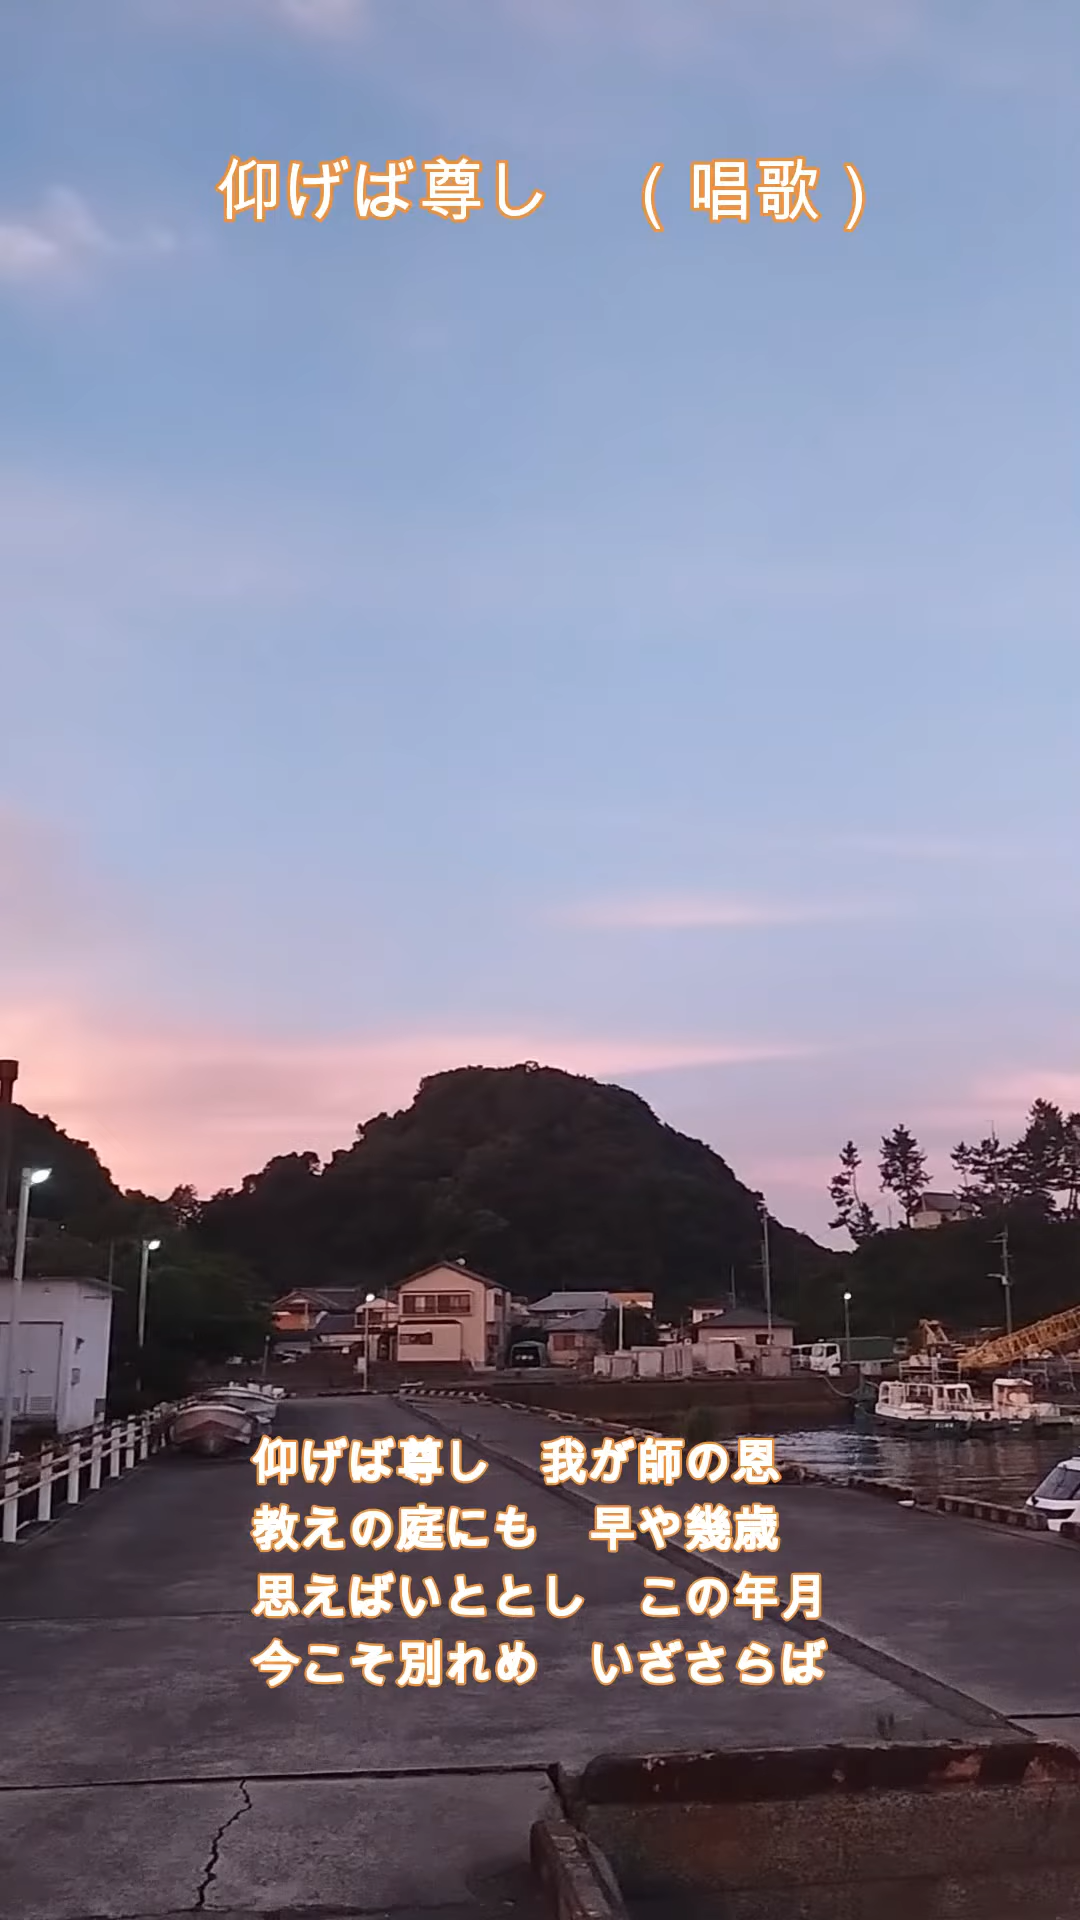 仰げば尊し　（唱歌）
仰げば尊し　我が師の恩
教えの庭にも　早や幾歳
思えばいととし　この年月
今こそ別れめ　いざさらば